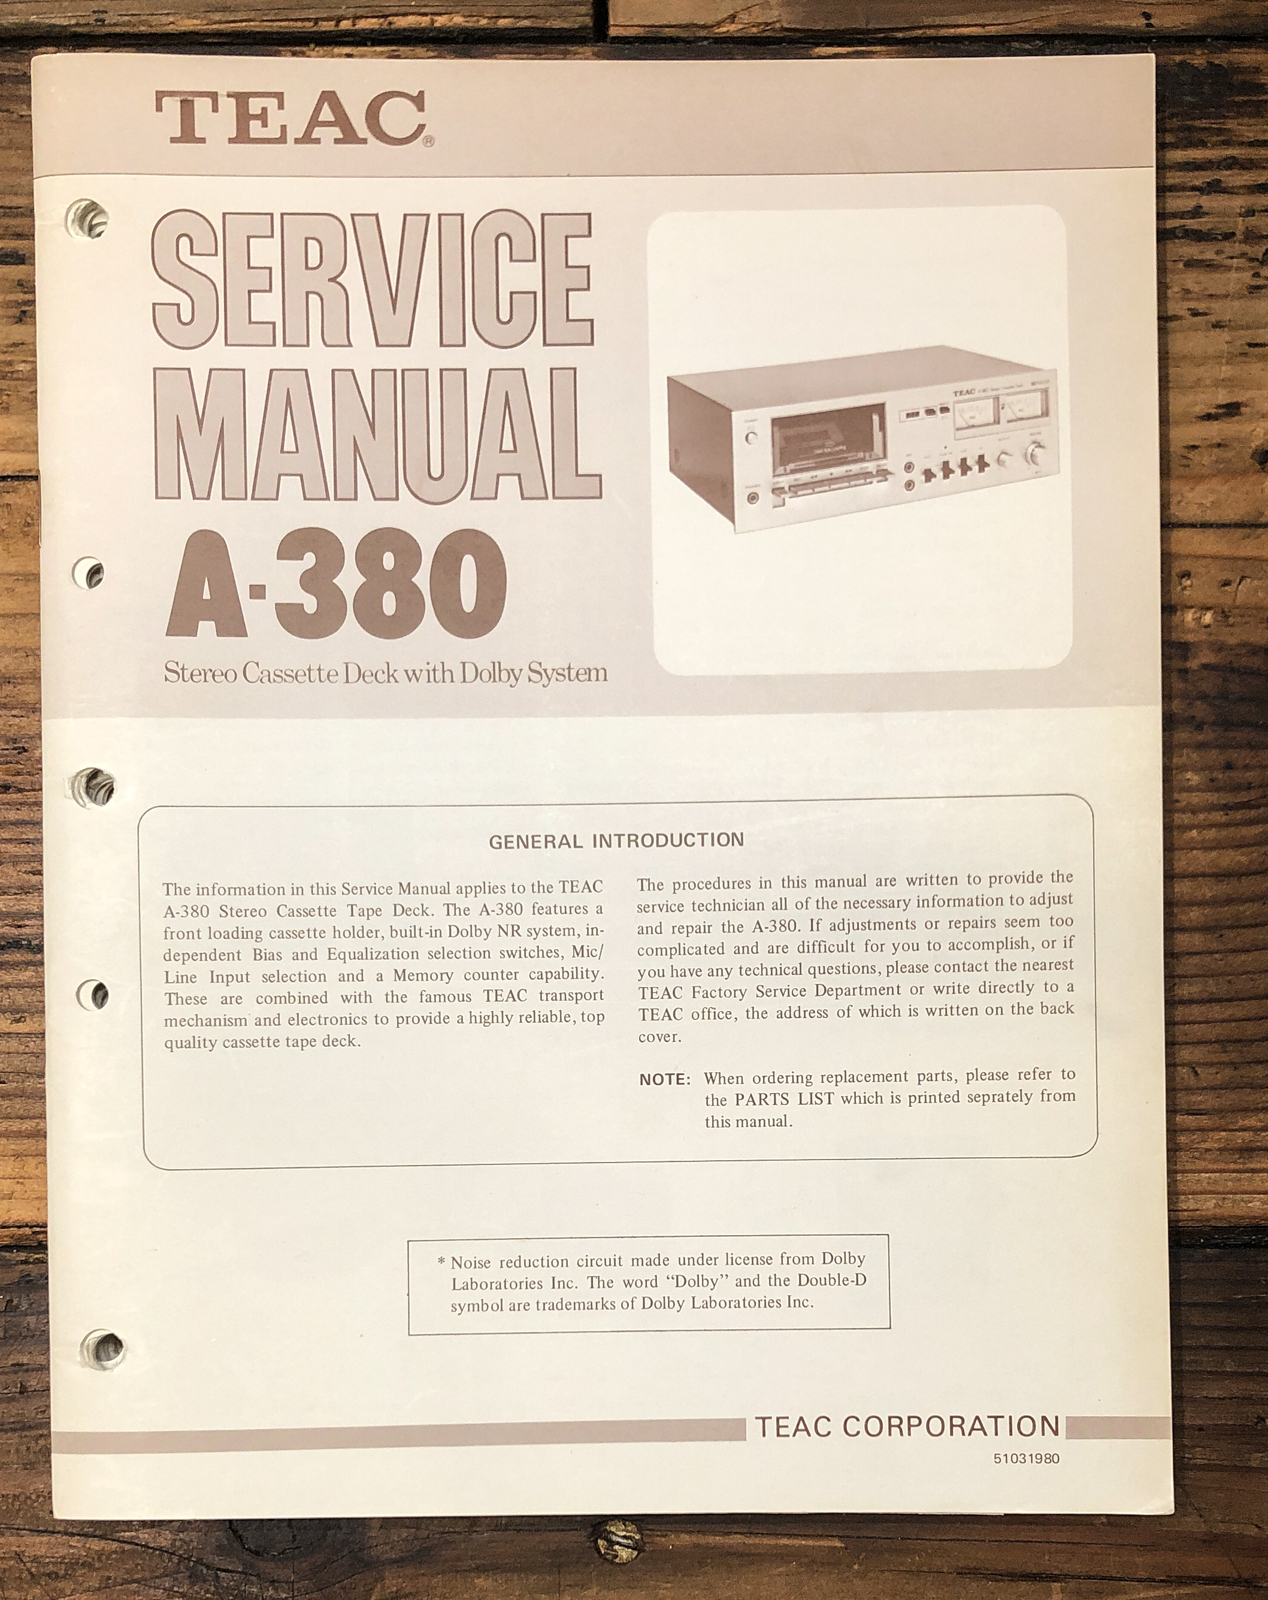 TEAC®
SERVICE
MANUAL
A-380
Stereo Cassette Deck with Dolby System
TEAC
GENERAL INTRODUCTION
The information in this Service Manual applies to the TEAC
A-380 Stereo Cassette Tape Deck. The A-380 features a
front loading cassette holder, built-in Dolby NR system, in-
dependent Bias and Equalization selection switches, Mic/
Line Input selection and a Memory counter capability.
These are combined with the famous TEAC transport
mechanism and electronics to provide a highly reliable, top
quality cassette tape deck.
The procedures in this manual are written to provide the
service technician all of the necessary information to adjust
and repair the A-380. If adjustments or repairs seem too
complicated and are difficult for you to accomplish, or if
you have any technical questions, please contact the nearest
TEAC Factory Service Department or write directly to a
TEAC office, the address of which is written on the back
cover.
NOTE: When ordering replacement parts, please refer to
the PARTS LIST which is printed seprately from
this manual.
* Noise reduction circuit made under license from Dolby
Laboratories Inc. The word “Dolby” and the Double-D
symbol are trademarks of Dolby Laboratories Inc.
TEAC CORPORATION
51031980